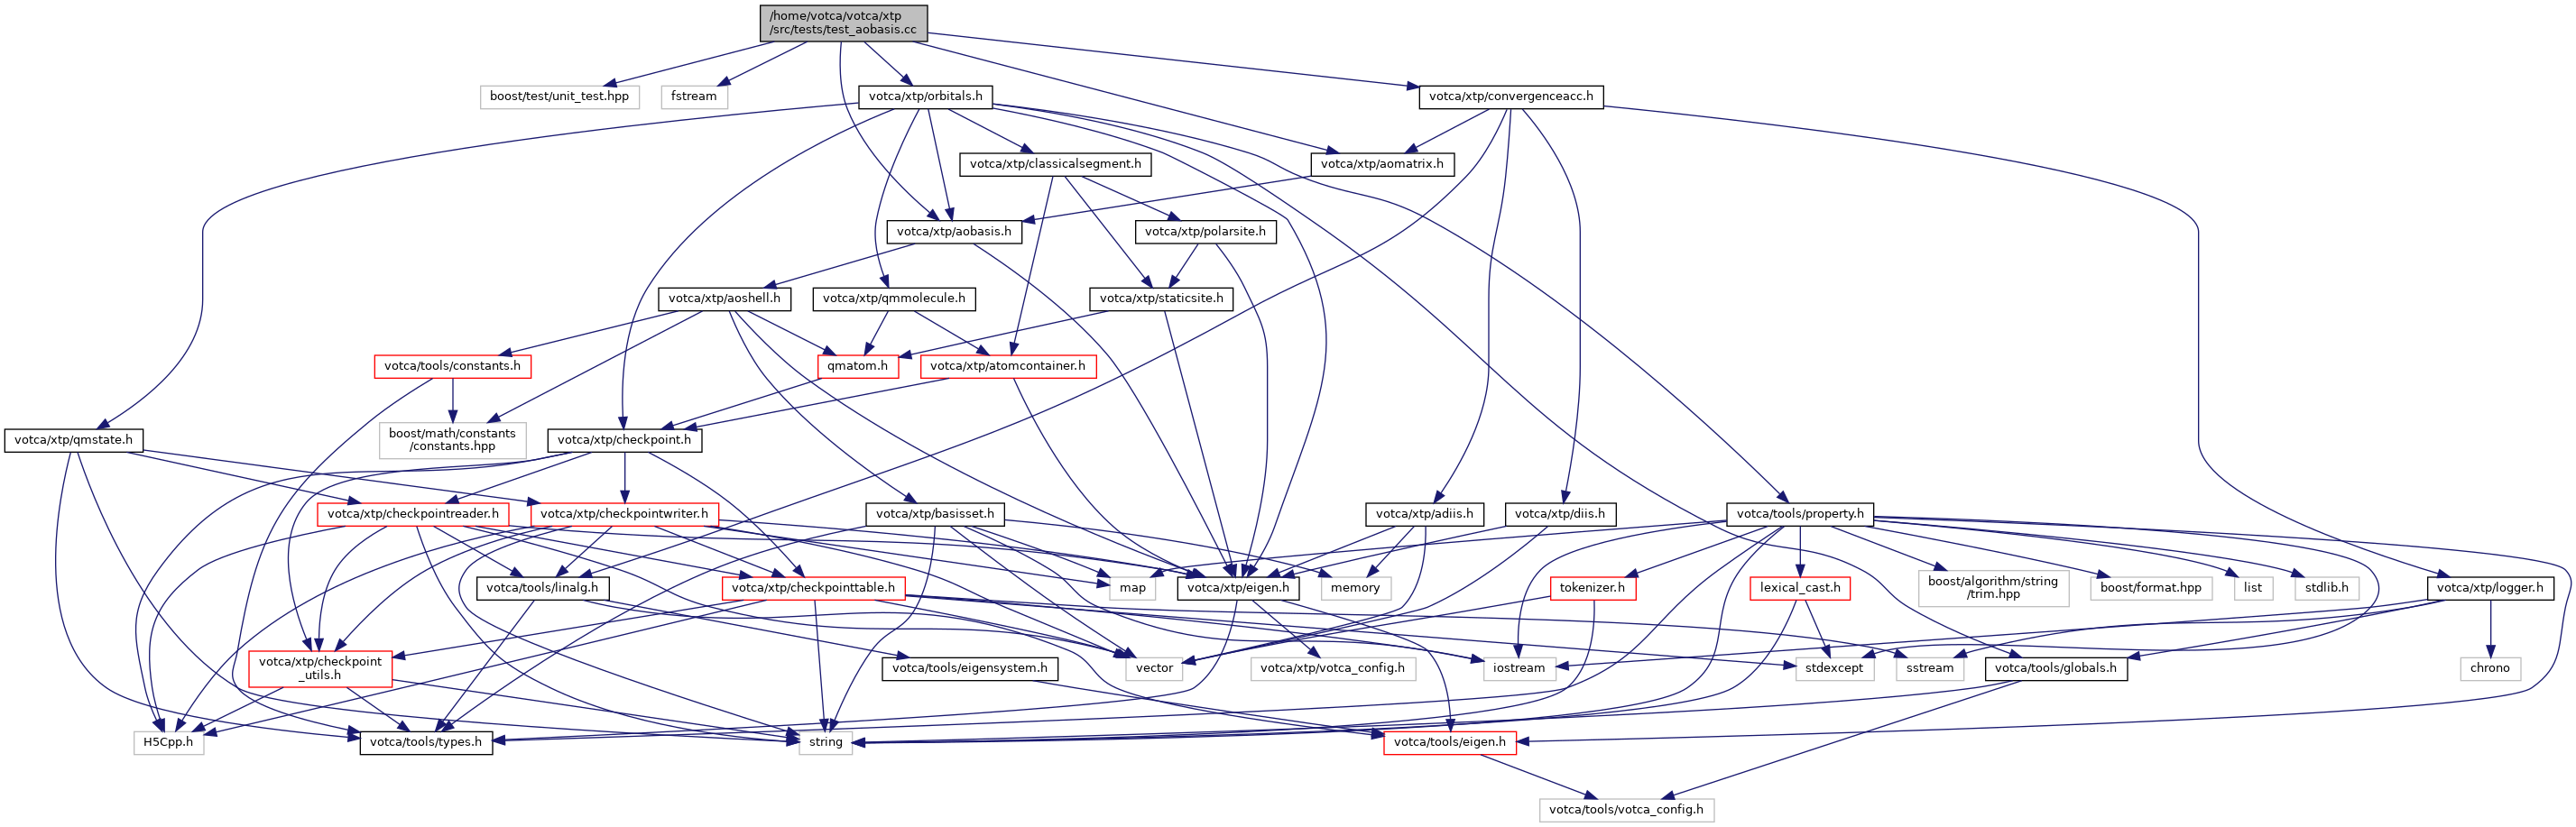 /home/votca/votca/xtp
/src/tests/test_aobasis.cc
boost/test/unit_test.hpp
fstream
votca/xtp/orbitals.h
votca/xtp/convergenceacc.h
votca/xtp/classicalsegment.h
votca/xtp/aomatrix.h
votca/xtp/aobasis.h
votca/xtp/polarsite.h
votca/xtp/aoshell.h
votca/xtp/qmmolecule.h
votca/xtp/staticsite.h
votca/tools/constants.h
qmatom.h
votca/xtp/atomcontainer.h
votca/xtp/qmstate.h
boost/math/constants
/constants.hpp
votca/xtp/checkpoint.h
votca/xtp/checkpointreader.h
votca/xtp/checkpointwriter.h
votca/xtp/basisset.h
votca/xtp/adiis.h
votca/xtp/diis.h
votca/tools/property.h
votca/tools/linalg.h
votca/xtp/checkpointtable.h
map
votca/xtp/eigen.h
memory
tokenizer.h
lexical_cast.h
boost/algorithm/string
/trim.hpp
boost/format.hpp
list
stdlib.h
votca/xtp/logger.h
votca/xtp/checkpoint
_utils.h
votca/tools/eigensystem.h
vector
votca/xtp/votca_config.h
iostream
stdexcept
sstream
votca/tools/globals.h
chrono
H5Cpp.h
votca/tools/types.h
string
votca/tools/eigen.h
votca/tools/votca_config.h